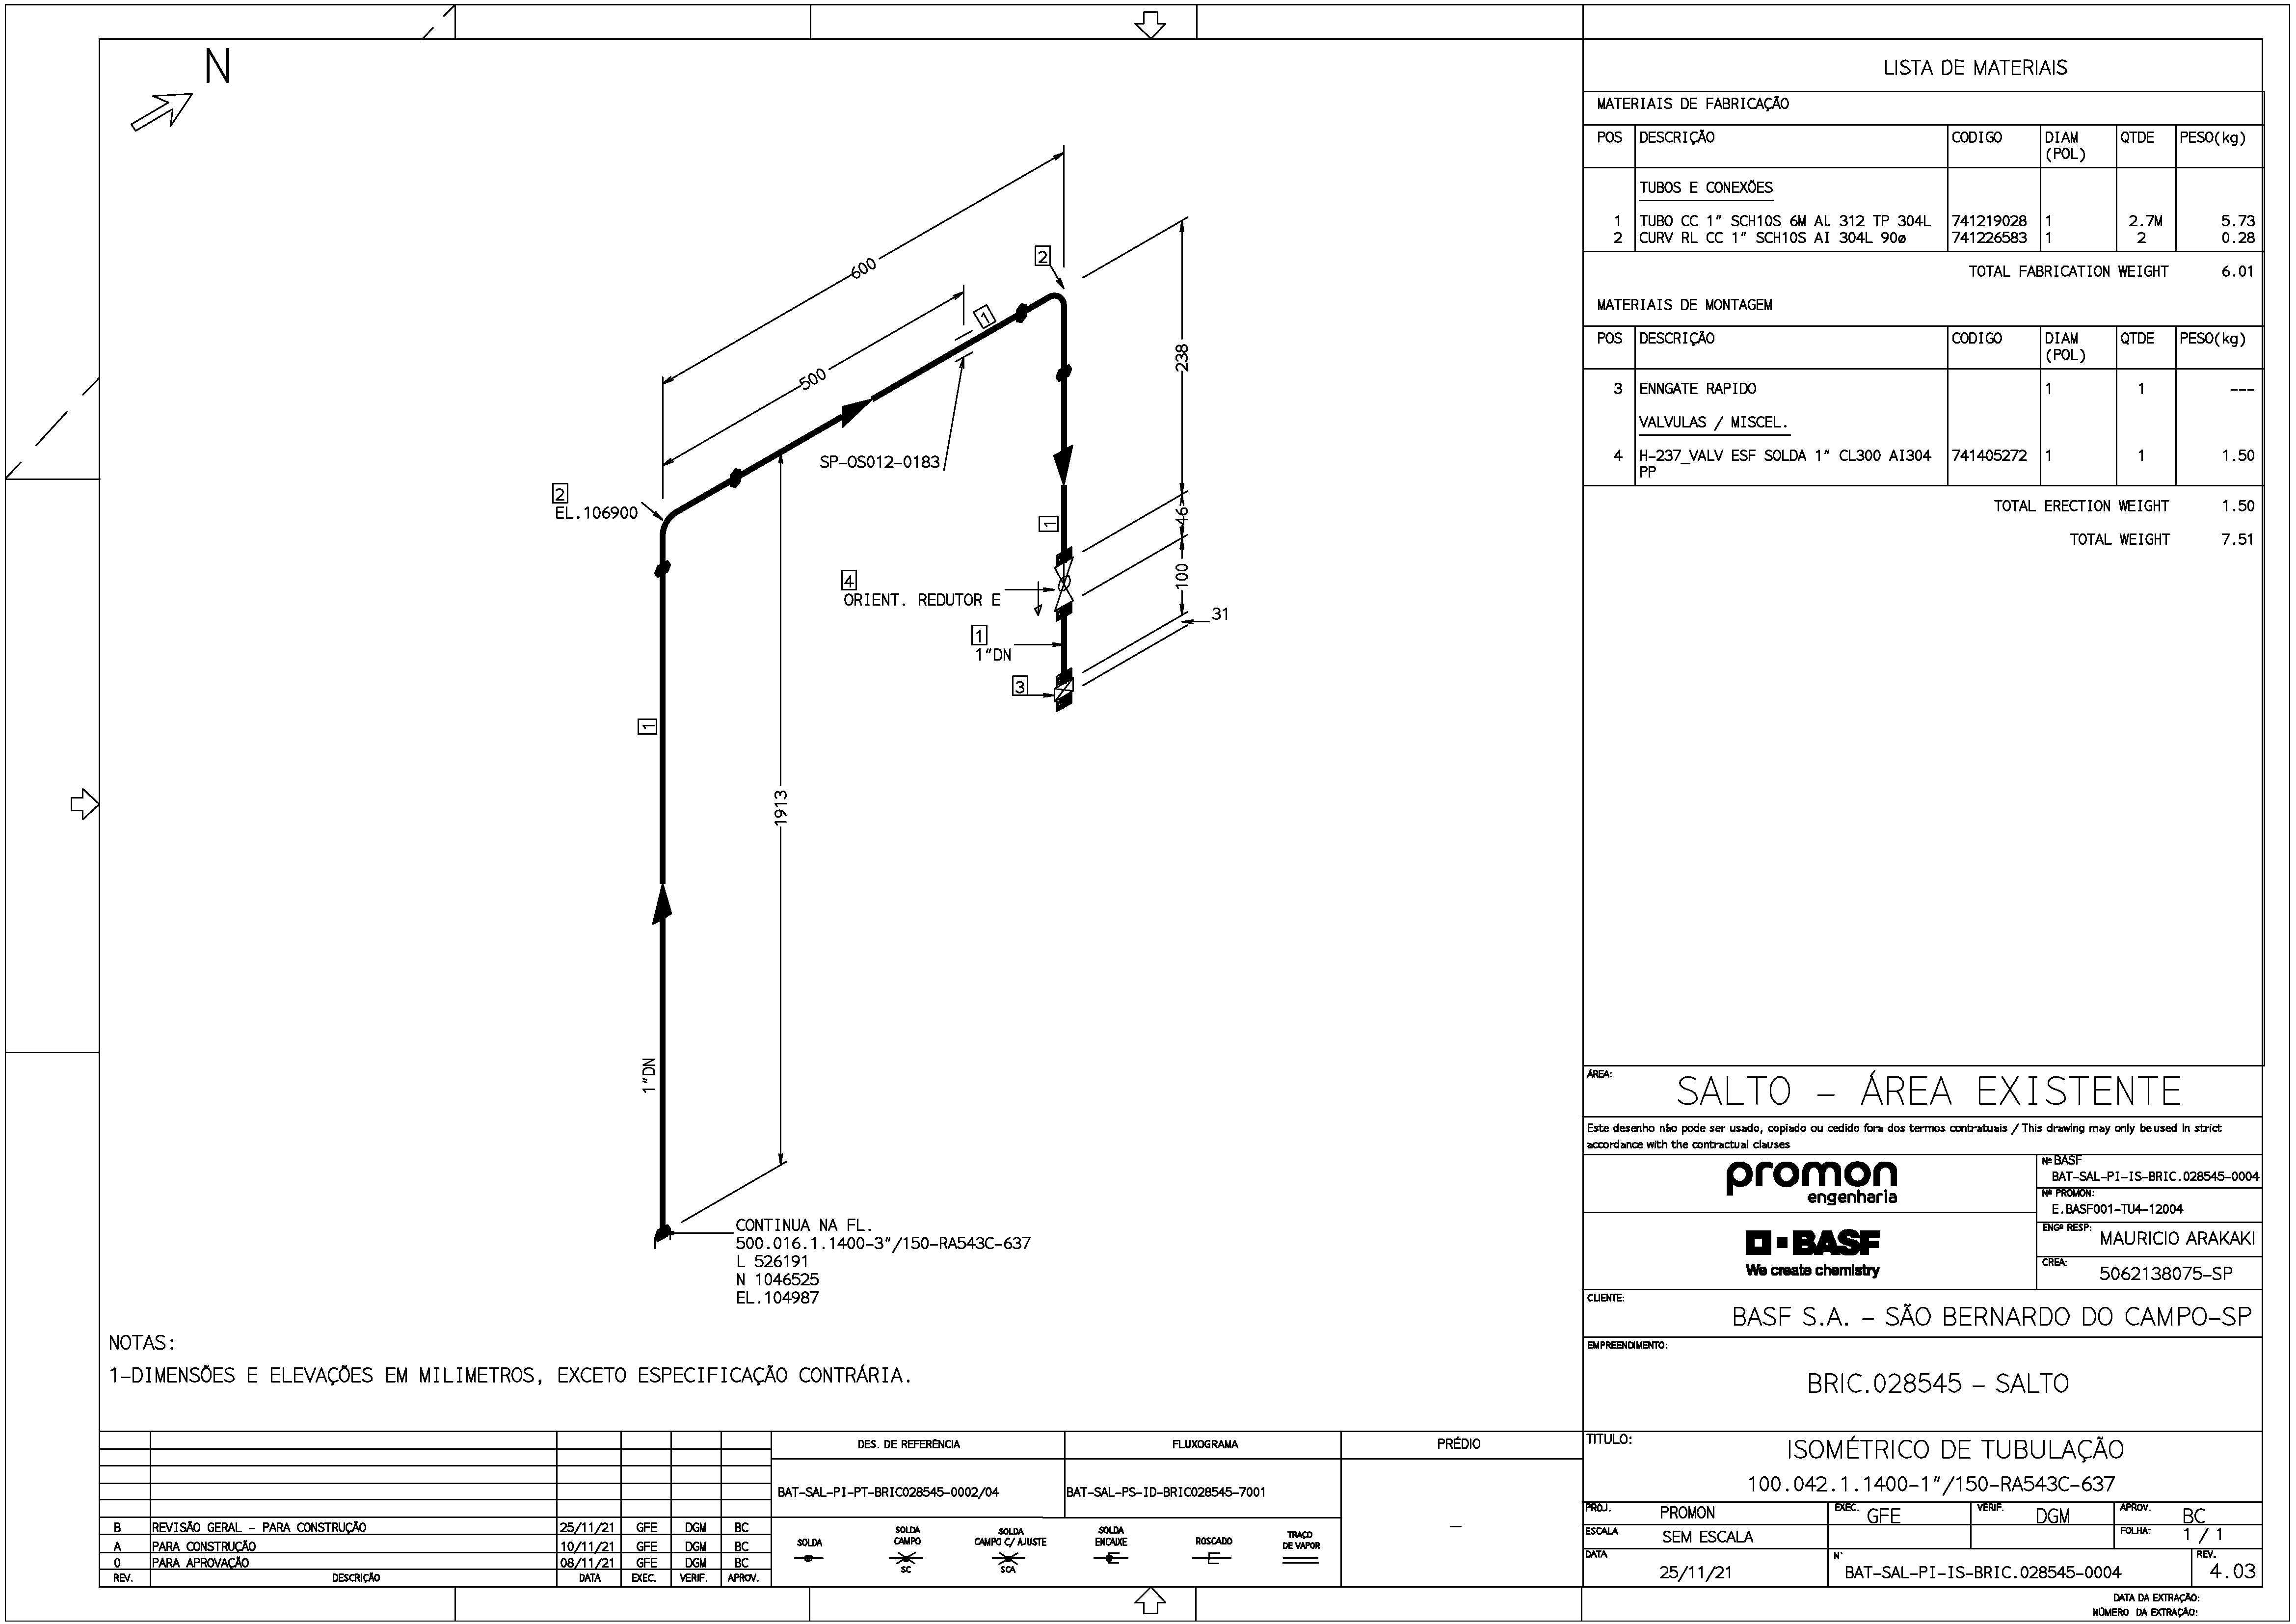 N
600
500
238
46
100
31
1913
2
1
2
EL.106900
SP-OS012-0183
1
4
ORIENT. REDUTOR E
1
1"DN
3
1
1"DN
CONTINUA NA FL.
500.016.1.1400-3"/150-RA543C-637
L 526191
N 1046525
EL.104987
NOTAS:
1-DIMENSÕES E ELEVAÇÕES EM MILIMETROS, EXCETO ESPECIFICAÇÃO CONTRÁRIA.
LISTA DE MATERIAIS
MATERIAIS DE FABRICAÇÃO
POS DESCRIÇÃO CODIGO DIAM (POL) QTDE PESO(kg)
TUBOS E CONEXÕES
1 TUBO CC 1" SCH10S 6M AL 312 TP 304L 741219028 1 2.7M 5.73
2 CURV RL CC 1" SCH10S AI 304L 90ø 741226583 1 2 0.28
TOTAL FABRICATION WEIGHT 6.01
MATERIAIS DE MONTAGEM
POS DESCRIÇÃO CODIGO DIAM (POL) QTDE PESO(kg)
3 ENNGATE RAPIDO 1 1 ---
VALVULAS / MISCEL.
4 H-237_VALV ESF SOLDA 1" CL300 AI304 741405272 1 1 1.50
PP
TOTAL ERECTION WEIGHT 1.50
TOTAL WEIGHT 7.51
ÁREA:
SALTO - ÁREA EXISTENTE
Este desenho não pode ser usado, copiado ou cedido fora dos termos contratuais / This drawing may only be used in strict
accordance with the contractual clauses
promon
engenharia
Nº BASF
BAT-SAL-PI-IS-BRIC.028545-0004
Nº PROMON:
E.BASF001-TU4-12004
BASF
We create chemistry
ENGº RESP:
MAURICIO ARAKAKI
CREA:
5062138075-SP
CLIENTE:
BASF S.A. - SÃO BERNARDO DO CAMPO-SP
EMPREENDIMENTO:
BRIC.028545 - SALTO
TITULO:
ISOMÉTRICO DE TUBULAÇÃO
100.042.1.1400-1"/150-RA543C-637
PROJ. PROMON EXEC. GFE VERIF. DGM APROV. BC
ESCALA SEM ESCALA FOLHA: 1 / 1
DATA 25/11/21 N° BAT-SAL-PI-IS-BRIC.028545-0004 REV. 4.03
DATA DA EXTRAÇÃO:
NÚMERO DA EXTRAÇÃO:
DES. DE REFERÊNCIA FLUXOGRAMA PRÉDIO
BAT-SAL-PI-PT-BRIC028545-0002/04 BAT-SAL-PS-ID-BRIC028545-7001 -
SOLDA
SOLDA CAMPO SC
SOLDA CAMPO C/ AJUSTE SCA
SOLDA ENCAIXE
ROSCADO
TRAÇO DE VAPOR
B REVISÃO GERAL - PARA CONSTRUÇÃO 25/11/21 GFE DGM BC
A PARA CONSTRUÇÃO 10/11/21 GFE DGM BC
0 PARA APROVAÇÃO 08/11/21 GFE DGM BC
REV. DESCRIÇÃO DATA EXEC. VERIF. APROV.